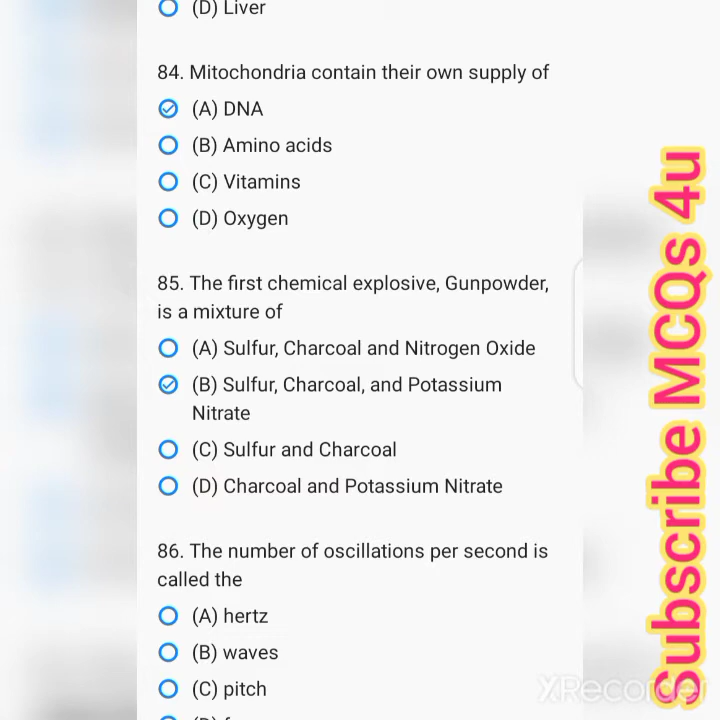 (D) Liver
84. Mitochondria contain their own supply of
(A) DNA
(B) Amino acids
(C) Vitamins
(D) Oxygen
85. The first chemical explosive, Gunpowder,
is a mixture of
(A) Sulfur, Charcoal and Nitrogen Oxide
(B) Sulfur, Charcoal, and Potassium
Nitrate
(C) Sulfur and Charcoal
(D) Charcoal and Potassium Nitrate
86. The number of oscillations per second is
called the
(A) hertz
(B) waves
(C) pitch
Subscribe MCQs 4u
XRecorder